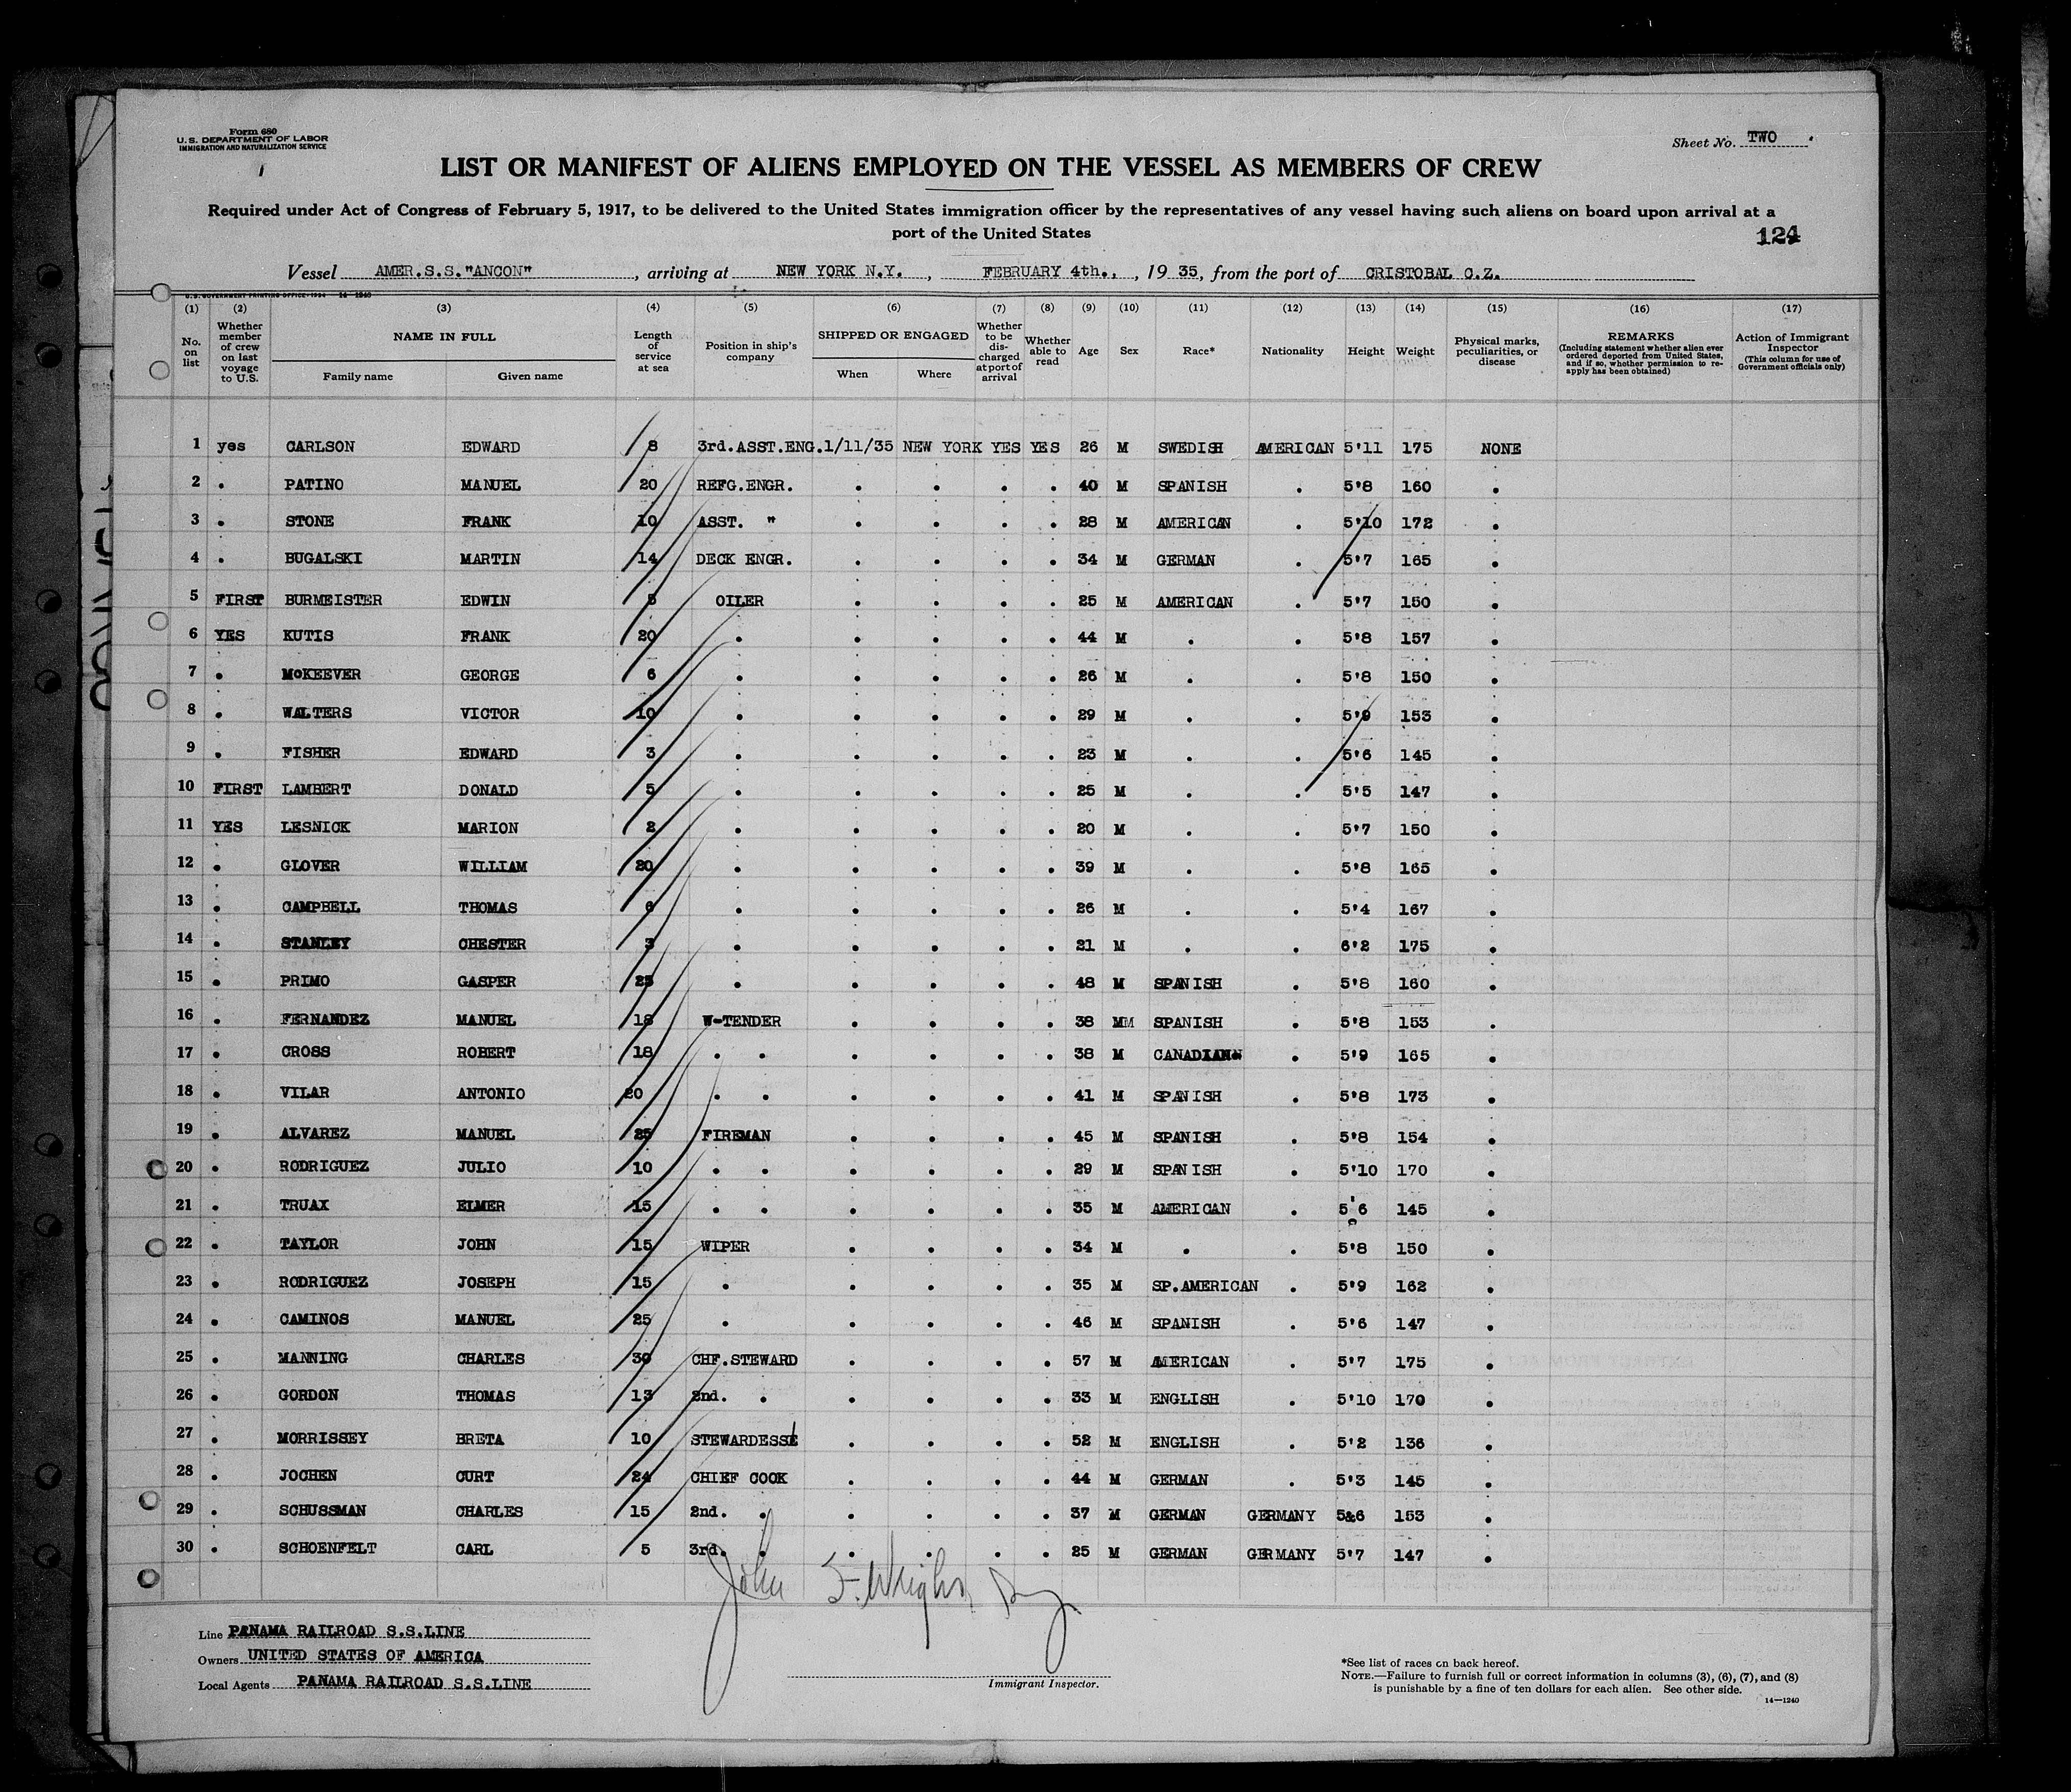 Form 680
U. S. DEPARTMENT OF LABOR
IMMIGRATION AND NATURALIZATION SERVICE
Sheet No. TWO
LIST OR MANIFEST OF ALIENS EMPLOYED ON THE VESSEL AS MEMBERS OF CREW
Required under Act of Congress of February 5, 1917, to be delivered to the United States immigration officer by the representatives of any vessel having such aliens on board upon arrival at a
port of the United States
124
Vessel AMER.S.S."ANCON", arriving at NEW YORK N.Y., FEBRUARY 4th., 1935, from the port of CRISTOBAL C.Z.
U.S. GOVERNMENT PRINTING OFFICE: 1934 14-1240
(1) (2) (3) (4) (5) (6) (7) (8) (9) (10) (11) (12) (13) (14) (15) (16) (17)
No. on list
Whether member of crew on last voyage to U.S.
NAME IN FULL
Family name
Given name
Length of service at sea
Position in ship's company
SHIPPED OR ENGAGED
When
Where
Whether to be discharged at port of arrival
Whether able to read
Age
Sex
Race*
Nationality
Height
Weight
Physical marks, peculiarities, or disease
REMARKS
(Including statement whether alien ever ordered deported from United States, and if so, whether permission to reapply has been obtained)
Action of Immigrant Inspector
(This column for use of Government officials only)
1 yes CARLSON EDWARD 8 3rd.ASST.ENG. 1/11/35 NEW YORK YES YES 26 M SWEDISH AMERICAN 5'11 175 NONE
2 . PATINO MANUEL 20 REFG.ENGR. . . . . 40 M SPANISH . 5'8 160 .
3 . STONE FRANK 10 ASST. " . . . . 28 M AMERICAN . 5'10 172 .
4 . BUGALSKI MARTIN 14 DECK ENGR. . . . . 34 M GERMAN . 5'7 165 .
5 FIRST BURMEISTER EDWIN 5 OILER . . . . 25 M AMERICAN . 5'7 150 .
6 YES KUTIS FRANK 20 . . . . . 44 M . . 5'8 157 .
7 . McKEEVER GEORGE 6 . . . . . 26 M . . 5'8 150 .
8 . WALTERS VICTOR 10 . . . . . 29 M . . 5'9 153 .
9 . FISHER EDWARD 3 . . . . . 23 M . . 5'6 145 .
10 FIRST LAMBERT DONALD 5 . . . . . 25 M . . 5'5 147 .
11 YES LESNICK MARION 2 . . . . . 20 M . . 5'7 150 .
12 . GLOVER WILLIAM 20 . . . . . 39 M . . 5'8 165 .
13 . CAMPBELL THOMAS 6 . . . . . 26 M . . 5'4 167 .
14 . STANLEY CHESTER 3 . . . . . 21 M . . 6'2 175 .
15 . PRIMO GASPER 25 . . . . . 48 M SPANISH . 5'8 160 .
16 . FERNANDEZ MANUEL 18 W-TENDER . . . . 38 MM SPANISH . 5'8 153 .
17 . CROSS ROBERT 18 . . . . . . 38 M CANADIAN . 5'9 165 .
18 . VILAR ANTONIO 20 . . . . . . 41 M SPANISH . 5'8 173 .
19 . ALVAREZ MANUEL 25 FIREMAN . . . . 45 M SPANISH . 5'8 154 .
20 . RODRIGUEZ JULIO 10 . . . . . . 29 M SPANISH . 5'10 170 .
21 . TRUAX ELMER 15 . . . . . . 35 M AMERICAN . 5'6 145 .
22 . TAYLOR JOHN 15 WIPER . . . . 34 M . . 5'8 150 .
23 . RODRIGUEZ JOSEPH 15 . . . . . 35 M SP.AMERICAN . 5'9 162 .
24 . CAMINOS MANUEL 25 . . . . . 46 M SPANISH . 5'6 147 .
25 . MANNING CHARLES 30 CHF.STEWARD . . . . 57 M AMERICAN . 5'7 175 .
26 . GORDON THOMAS 13 2nd. . . . . . 33 M ENGLISH . 5'10 170 .
27 . MORRISSEY BRETA 10 STEWARDESS . . . . 52 M ENGLISH . 5'2 136 .
28 . JOCHEN CURT 24 CHIEF COOK . . . . 44 M GERMAN . 5'3 145 .
29 . SCHUSSMAN CHARLES 15 2nd. . . . . . 37 M GERMAN GERMANY 5&6 153 .
30 . SCHOENFELT CARL 5 3rd. . . . . . 25 M GERMAN GERMANY 5'7 147 .
John F. Wright
Line PANAMA RAILROAD S.S.LINE
Owners UNITED STATES OF AMERICA
Local Agents PANAMA RAILROAD S.S.LINE
Immigrant Inspector.
*See list of races on back hereof.
NOTE.—Failure to furnish full or correct information in columns (3), (6), (7), and (8)
is punishable by a fine of ten dollars for each alien. See other side.
14—1240